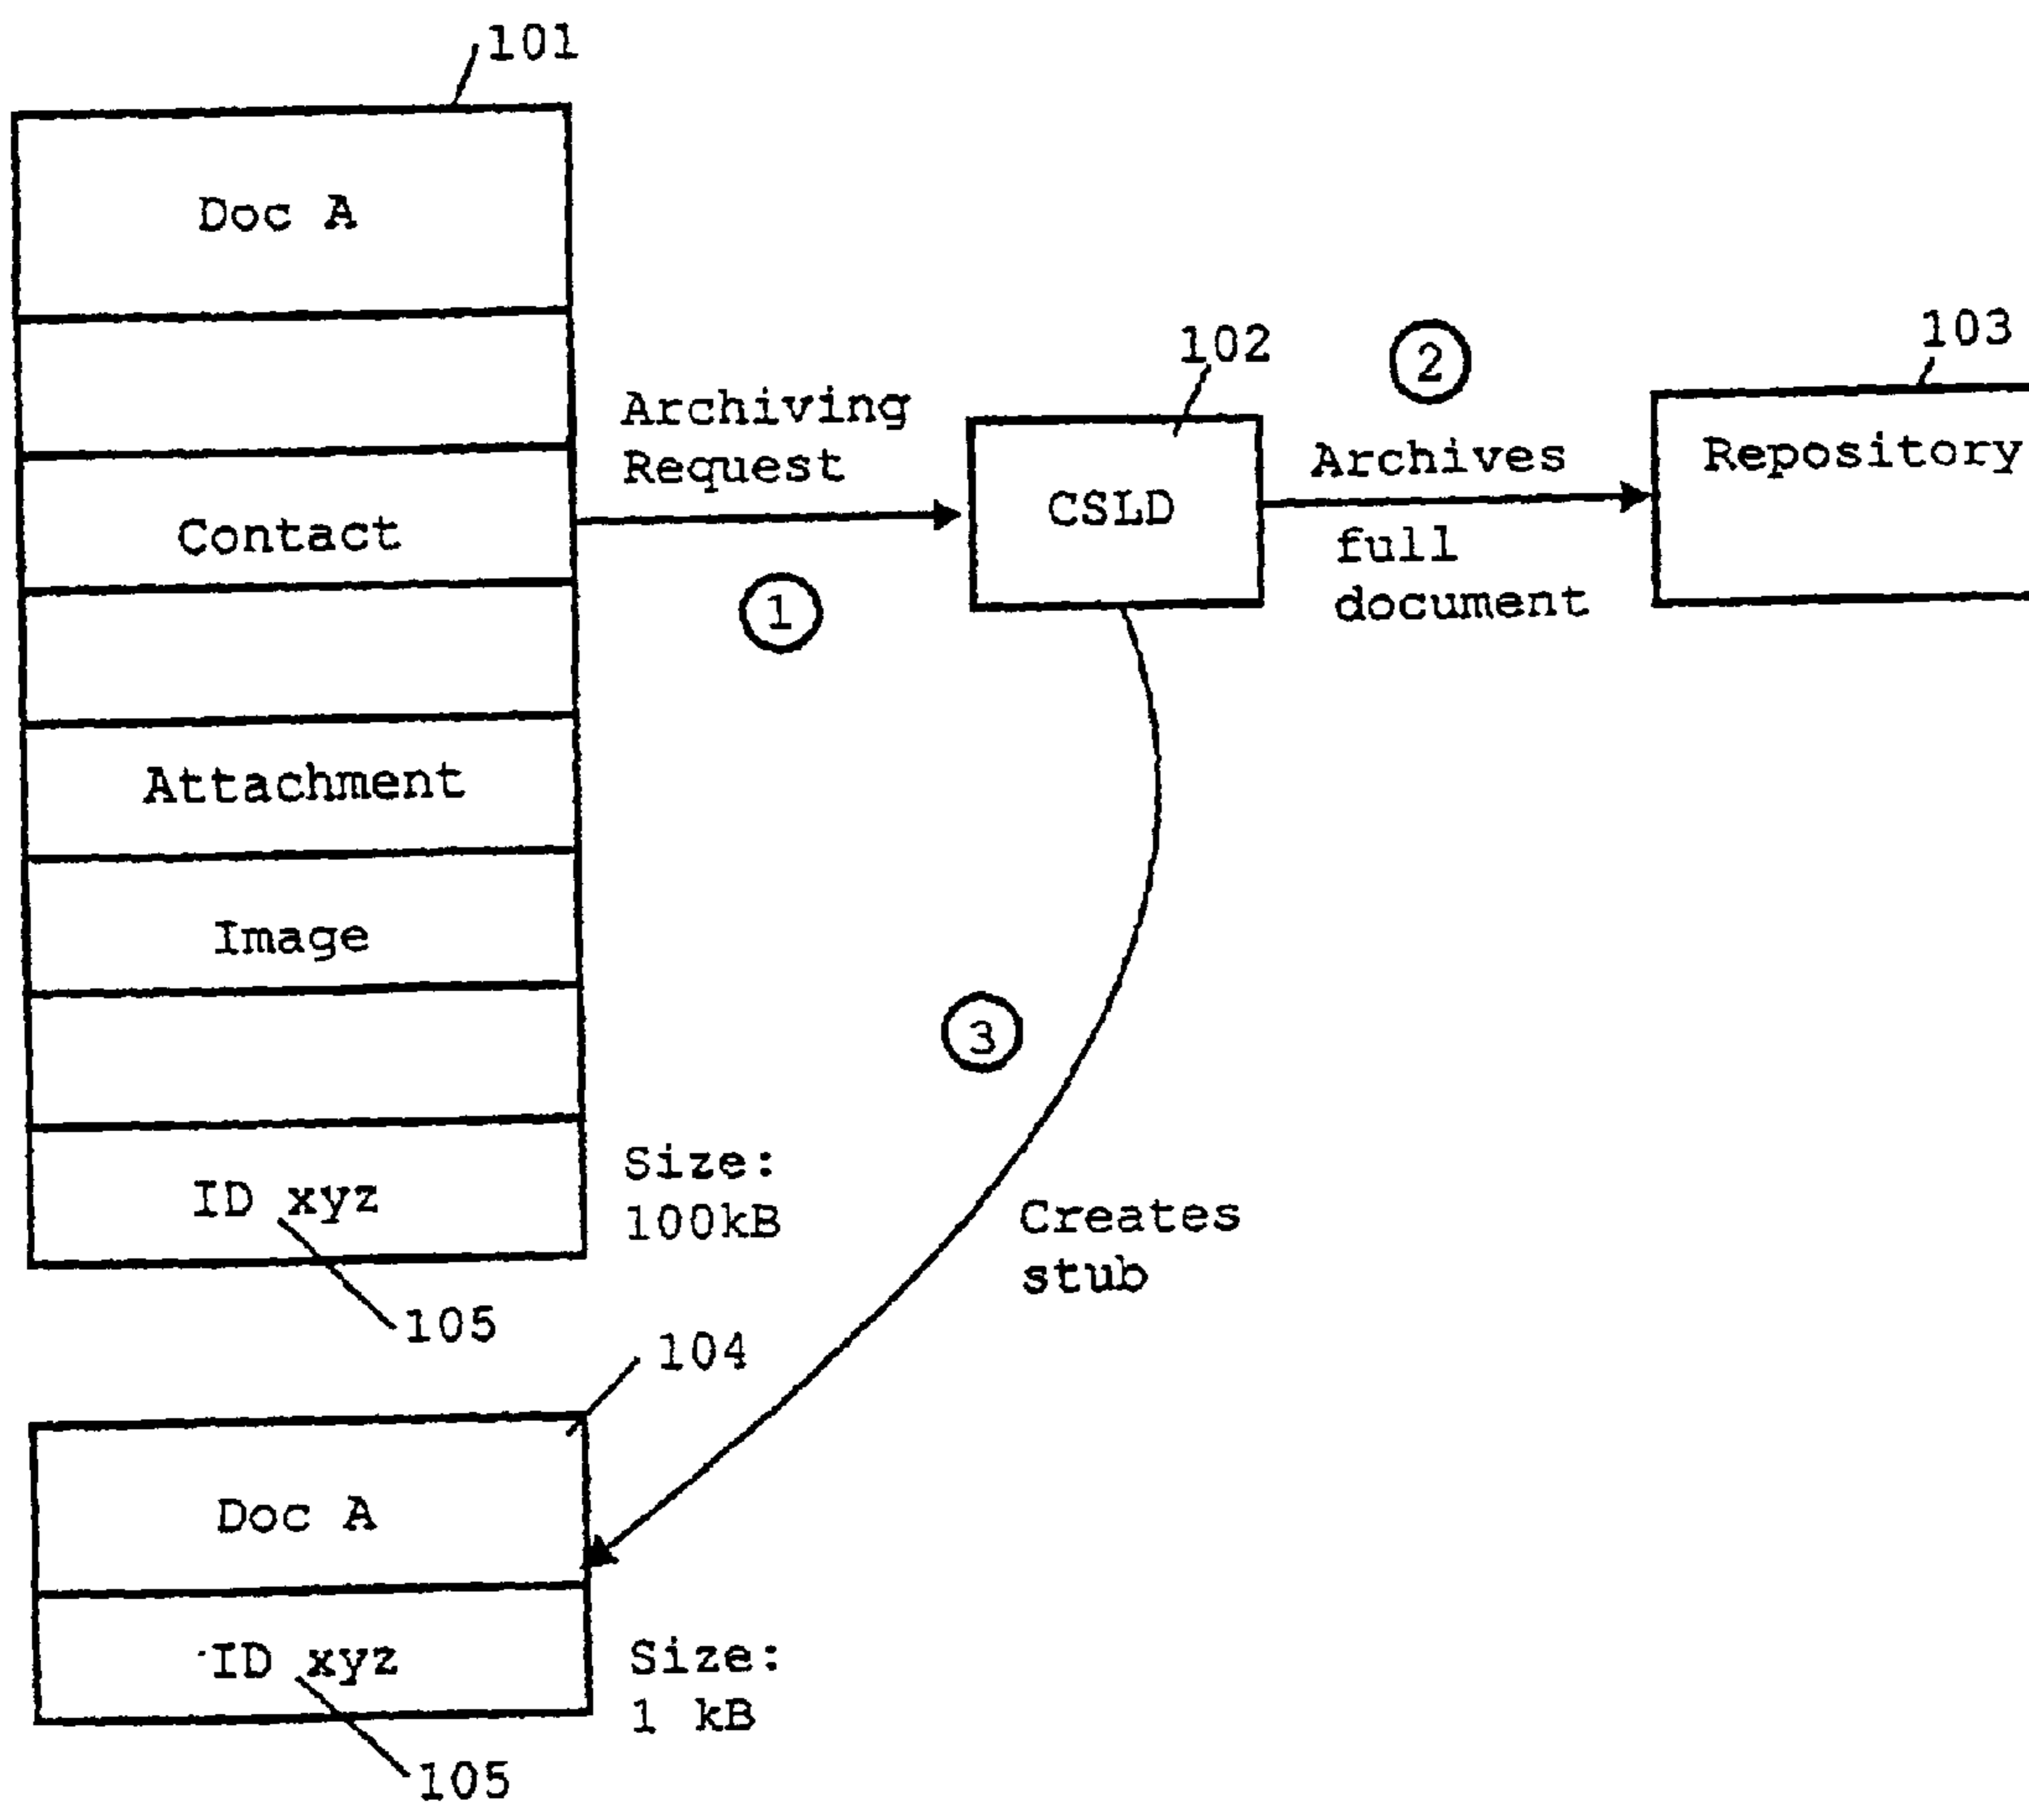 101
Doc A
Contact
Attachment
Image
ID xyz
105
Size:
100kB
Archiving
Request
1
102
CSLD
2
Archives
full
document
103
Repository
3
Creates
stub
104
Doc A
ID xyz
105
Size:
1 kB